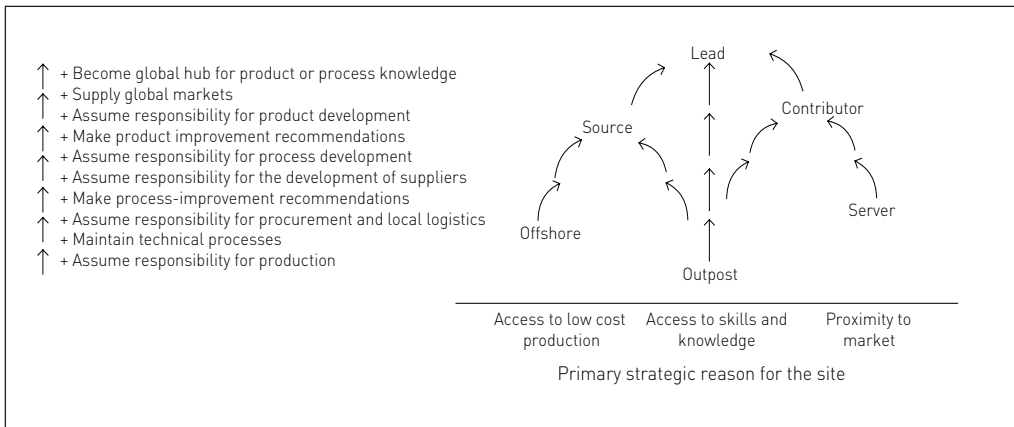 + Become global hub for product or process knowledge
+ Supply global markets
+ Assume responsibility for product development
+ Make product improvement recommendations
+ Assume responsibility for process development
+ Assume responsibility for the development of suppliers
+ Make process-improvement recommendations
+ Assume responsibility for procurement and local logistics
+ Maintain technical processes
+ Assume responsibility for production
Lead
Contributor
Source
Server
Offshore
Outpost
Access to low cost
production
Access to skills and
knowledge
Proximity to
market
Primary strategic reason for the site